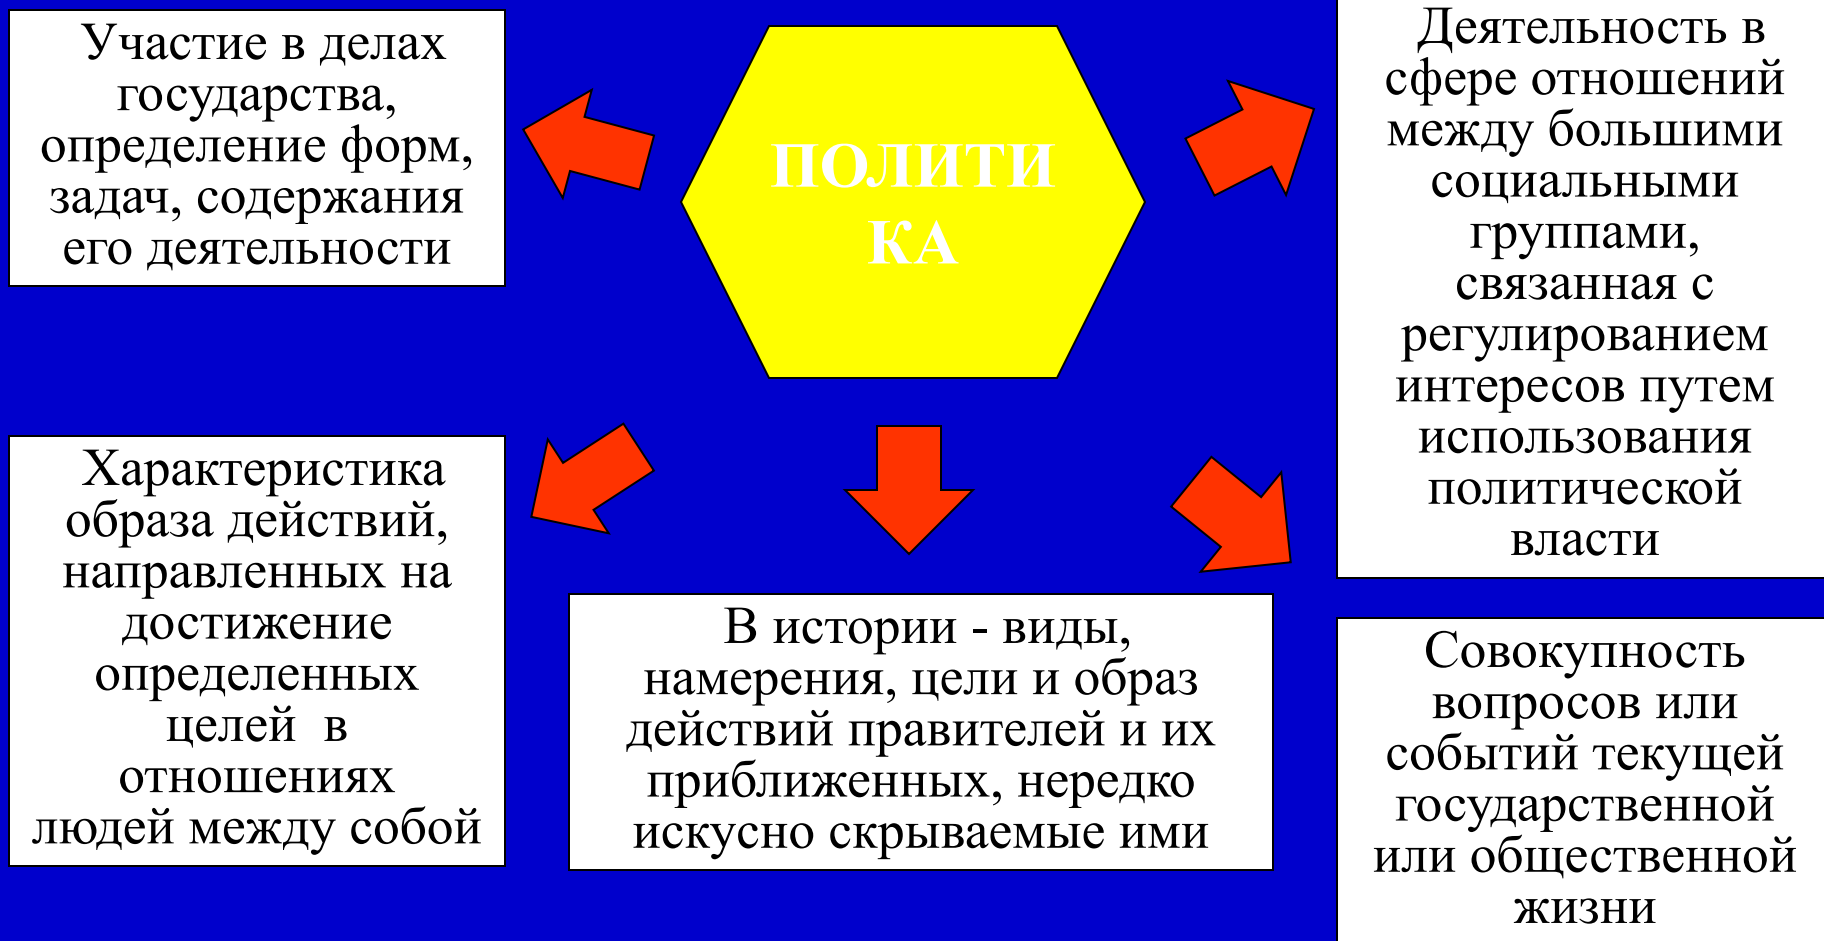 Участие в делах
государства,
определение форм,
задач, содержания
его деятельности
ПОЛИТИ
КА
Деятельность в
сфере отношений
между большими
социальными
группами,
связанная с
регулированием
интересов путем
использования
политической
власти
Характеристика
образа действий,
направленных на
достижение
определенных
целей  в
отношениях
людей между собой
В истории - виды,
намерения, цели и образ
действий правителей и их
приближенных, нередко
искусно скрываемые ими
Совокупность
вопросов или
событий текущей
государственной
или общественной
жизни